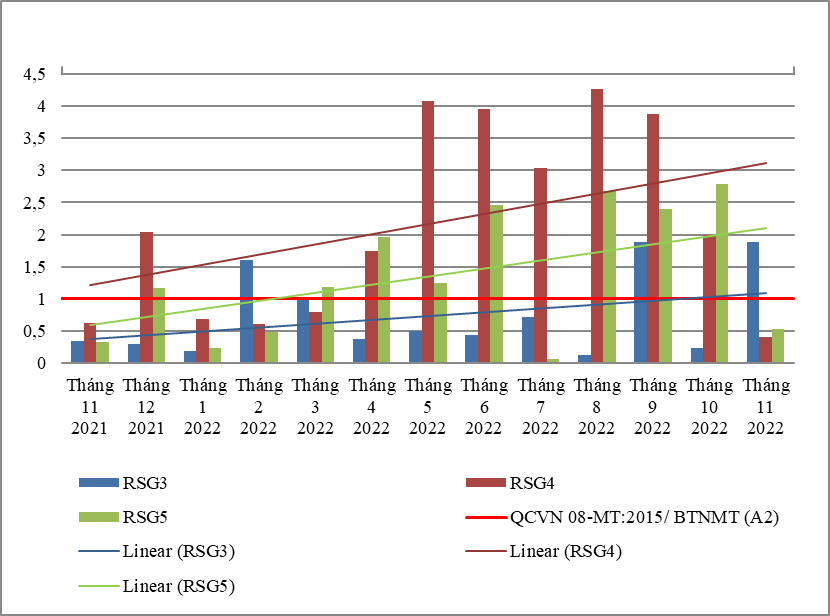 4,5
4
3,5
3
2,5
2
1,5
1
0,5
0
Tháng 11 2021
Tháng 12 2021
Tháng 1 2022
Tháng 2 2022
Tháng 3 2022
Tháng 4 2022
Tháng 5 2022
Tháng 6 2022
Tháng 7 2022
Tháng 8 2022
Tháng 9 2022
Tháng 10 2022
Tháng 11 2022
RSG3
RSG4
RSG5
QCVN 08-MT:2015/ BTNMT (A2)
Linear (RSG3)
Linear (RSG4)
Linear (RSG5)